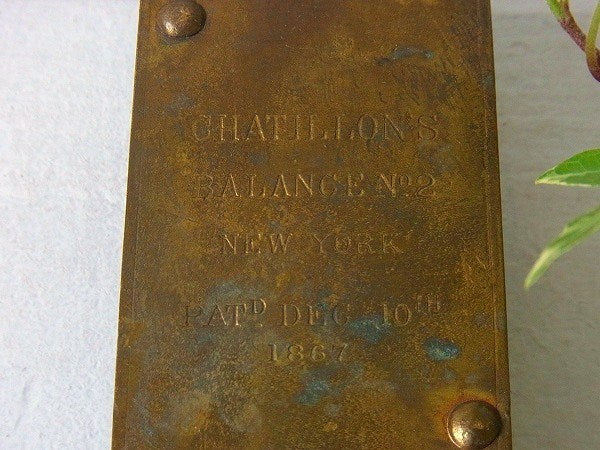 CHATILLON'S
BALANCE No 2
NEW YORK
PATD DEC 10TH
1867